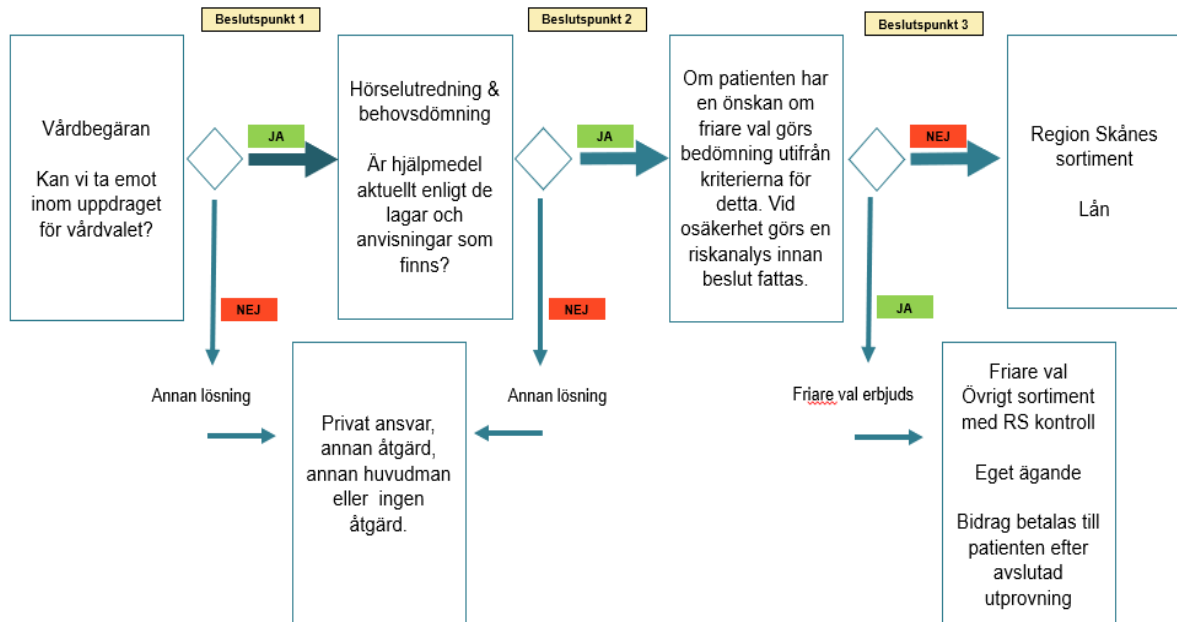 Beslutspunkt 1
Beslutspunkt 2
Beslutspunkt 3
Vårdbegäran
Kan vi ta emot
inom uppdraget
för vårdvalet?
JA
NEJ
Hörselutredning &
behovsdömning
Är hjälpmedel
aktuellt enligt de
lagar och
anvisningar som
finns?
JA
NEJ
Om patienten har
en önskan om
friare val görs
bedömning utifrån
kriterierna för
detta. Vid
osäkerhet görs en
riskanalys innan
beslut fattas.
NEJ
JA
Region Skånes
sortiment
Lån
Annan lösning
Privat ansvar,
annan åtgärd,
annan huvudman
eller ingen
åtgärd.
Annan lösning
Friare val erbjuds
Friare val
Övrigt sortiment
med RS kontroll
Eget ägande
Bidrag betalas till
patienten efter
avslutad
utprovning